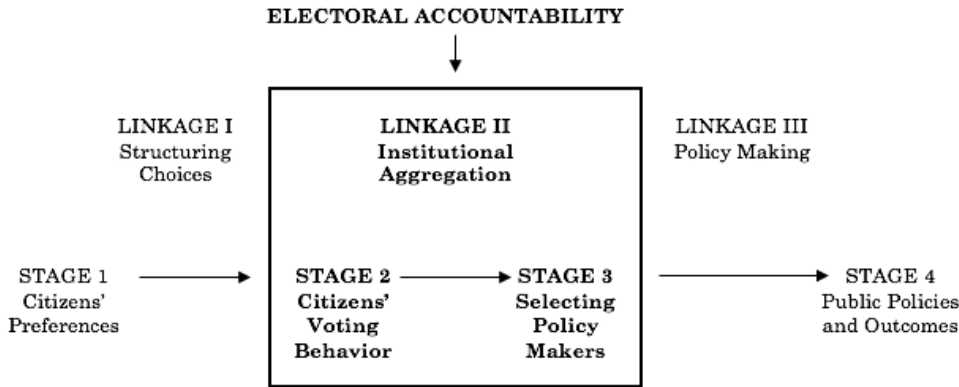 ELECTORAL ACCOUNTABILITY
LINKAGE I
Structuring
Choices
LINKAGE II
Institutional
Aggregation
LINKAGE III
Policy Making
STAGE 1
Citizens'
Preferences
STAGE 2
Citizens'
Voting
Behavior
STAGE 3
Selecting
Policy
Makers
STAGE 4
Public Policies
and Outcomes